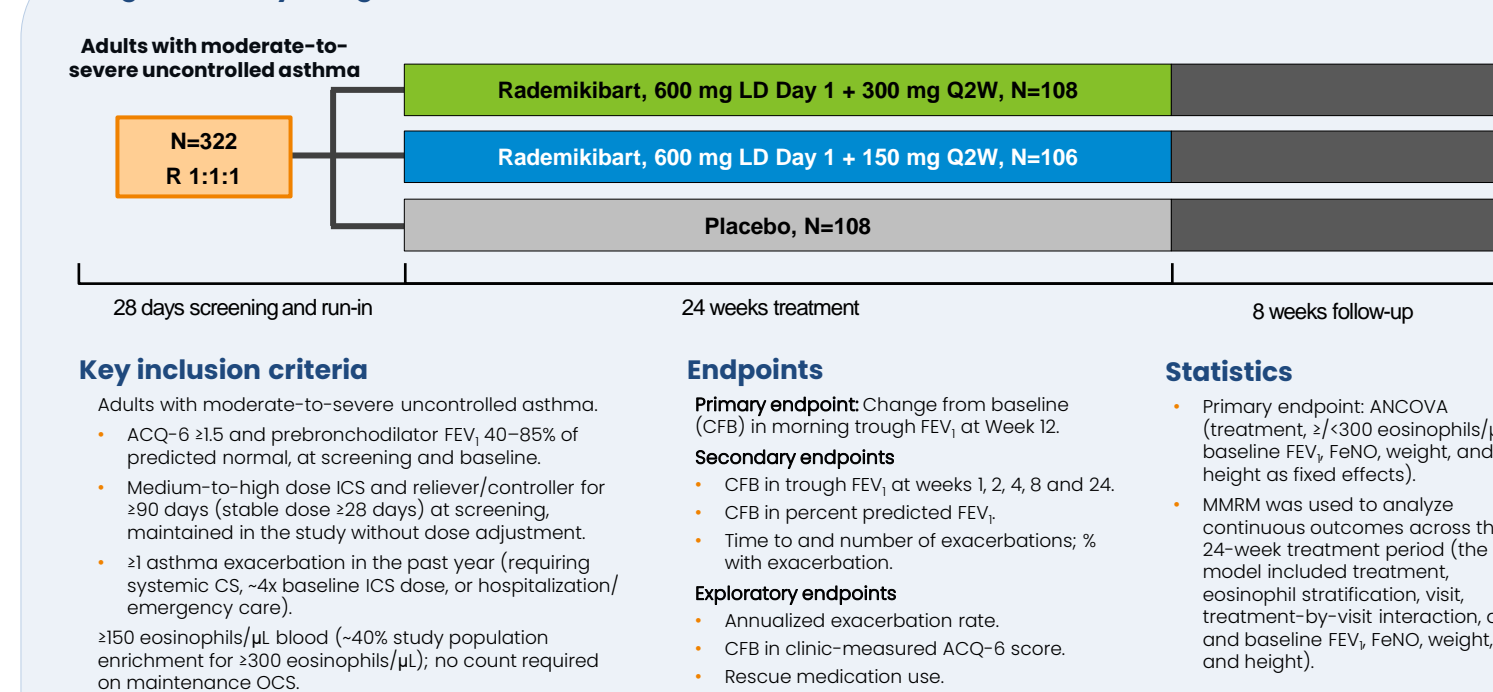 Adults with moderate-to-
severe uncontrolled asthma
N=322
R 1:1:1
Rademikibart, 600 mg LD Day 1 + 300 mg Q2W, N=108
Rademikibart, 600 mg LD Day 1 + 150 mg Q2W, N=106
Placebo, N=108
28 days screening and run-in
24 weeks treatment
8 weeks follow-up
Key inclusion criteria
Adults with moderate-to-severe uncontrolled asthma.
• ACQ-6 ≥1.5 and prebronchodilator FEV₁ 40–85% of
predicted normal, at screening and baseline.
• Medium-to-high dose ICS and reliever/controller for
≥90 days (stable dose ≥28 days) at screening,
maintained in the study without dose adjustment.
• ≥1 asthma exacerbation in the past year (requiring
systemic CS, ~4x baseline ICS dose, or hospitalization/
emergency care).
≥150 eosinophils/µL blood (~40% study population
enrichment for ≥300 eosinophils/µL); no count required
on maintenance OCS.
Endpoints
Primary endpoint: Change from baseline
(CFB) in morning trough FEV₁ at Week 12.
Secondary endpoints
• CFB in trough FEV₁ at weeks 1, 2, 4, 8 and 24.
• CFB in percent predicted FEV₁.
• Time to and number of exacerbations; %
with exacerbation.
Exploratory endpoints
• Annualized exacerbation rate.
• CFB in clinic-measured ACQ-6 score.
• Rescue medication use.
Statistics
• Primary endpoint: ANCOVA
(treatment, ≥/<300 eosinophils/
baseline FEV₁, FeNO, weight, and
height as fixed effects).
• MMRM was used to analyze
continuous outcomes across
24-week treatment period (the
model included treatment,
eosinophil stratification, visit,
treatment-by-visit interaction,
and baseline FEV₁, FeNO, weight,
and height).